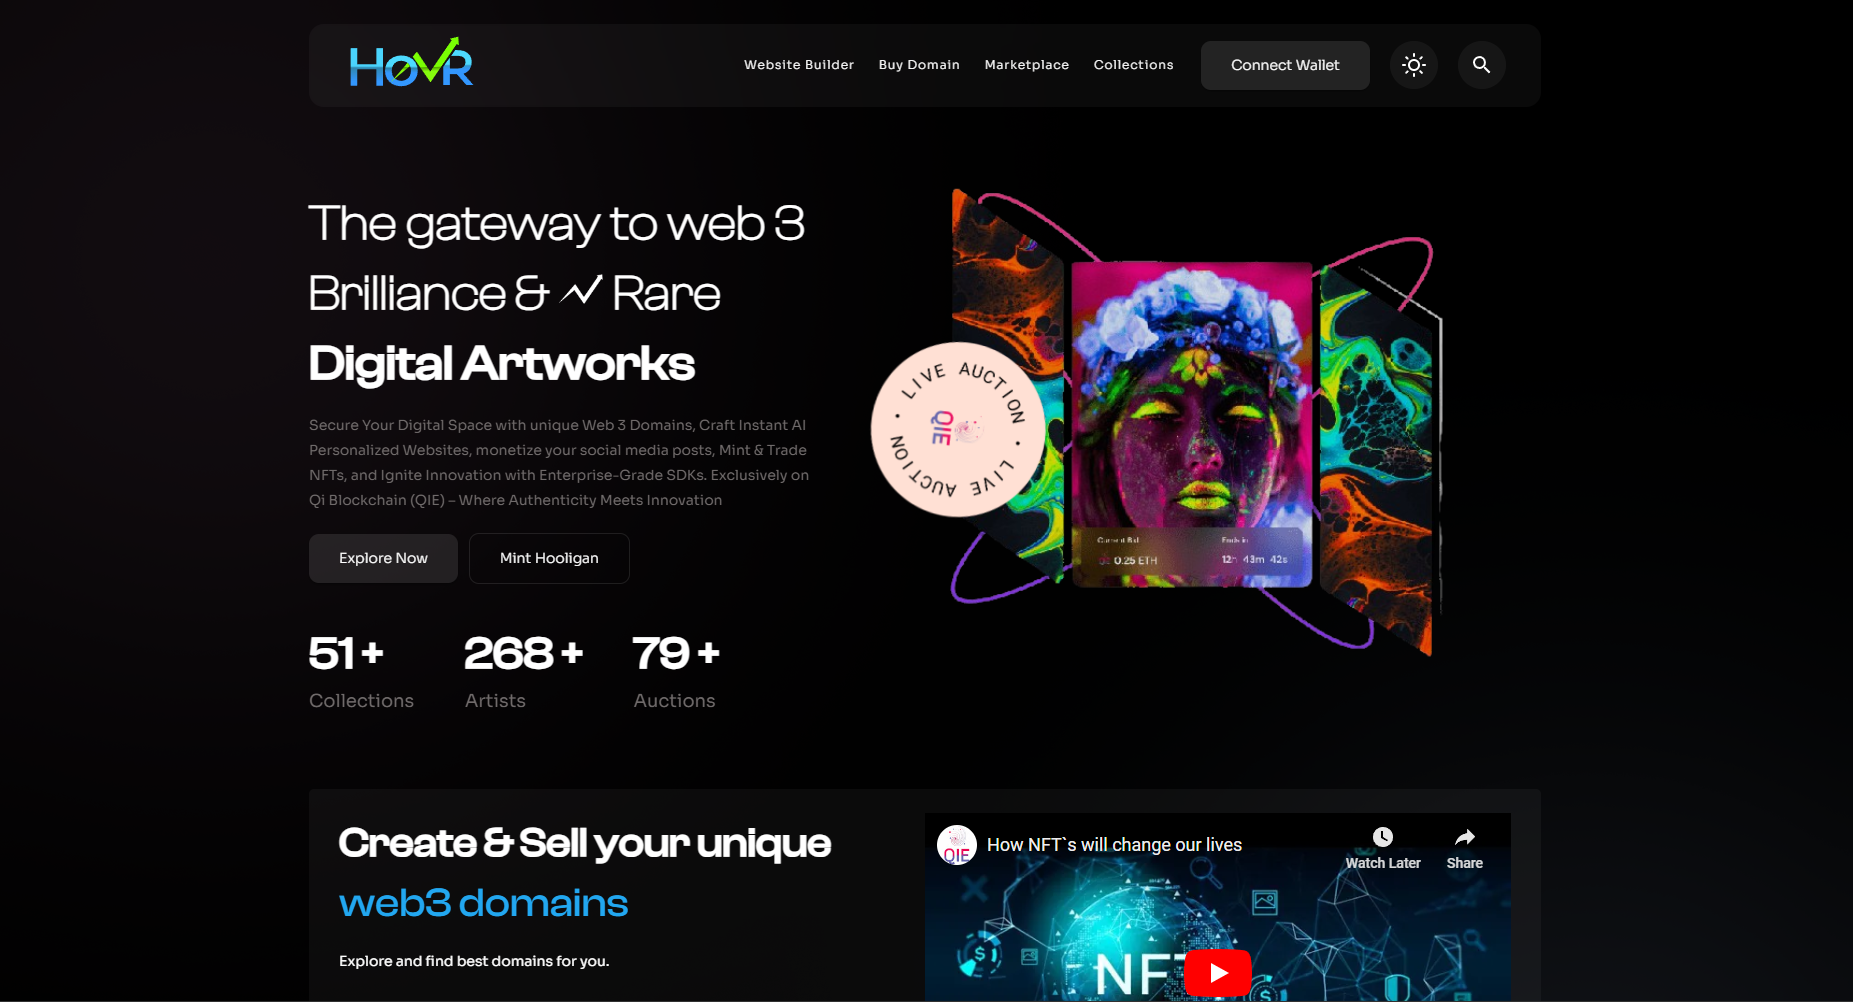 HovR
Website Builder
Buy Domain
Marketplace
Collections
Connect Wallet
The gateway to web 3
Brilliance & Rare
Digital Artworks
Secure Your Digital Space with unique Web 3 Domains, Craft Instant AI
Personalized Websites, monetize your social media posts, Mint & Trade
NFTs, and Ignite Innovation with Enterprise-Grade SDKs. Exclusively on
Qi Blockchain (QIE) – Where Authenticity Meets Innovation
Explore Now
Mint Hooligan
51 +
Collections
268 +
Artists
79 +
Auctions
• LIVE AUCTION • LIVE AUCTION
QIE
Current Bid
0.25 ETH
Ends in
12h 43m 42s
Create & Sell your unique
web3 domains
Explore and find best domains for you.
QIE
How NFT`s will change our lives
Watch Later
Share
NFT